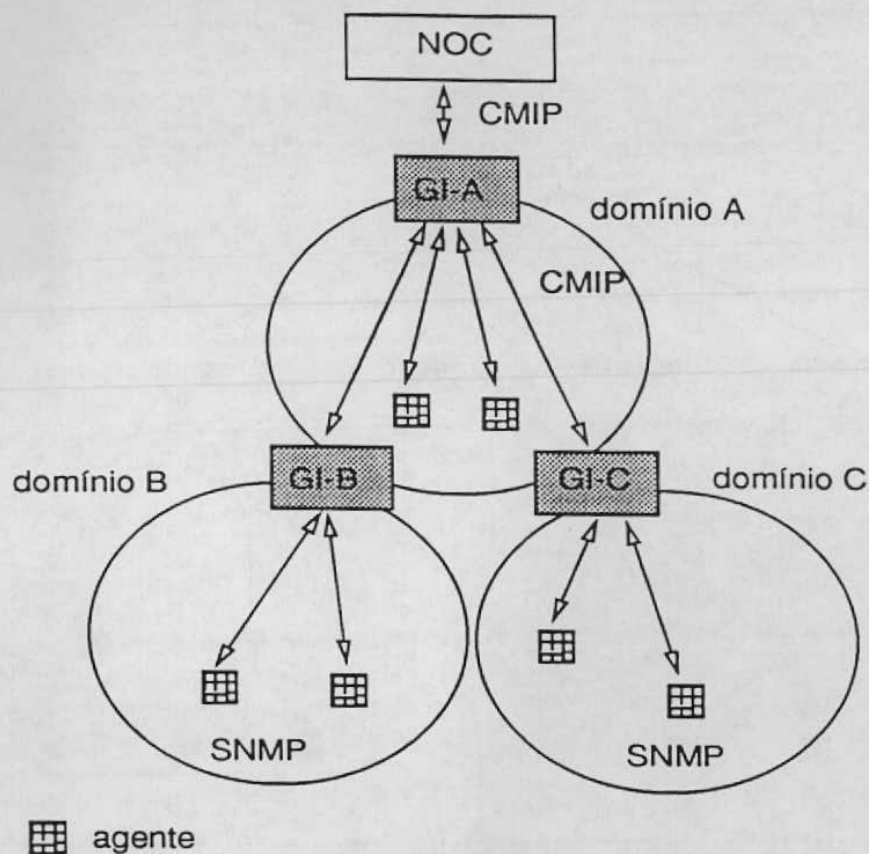 NOC
CMIP
GI-A
domínio A
CMIP
GI-B
GI-C
domínio B
domínio C
SNMP
SNMP
agente